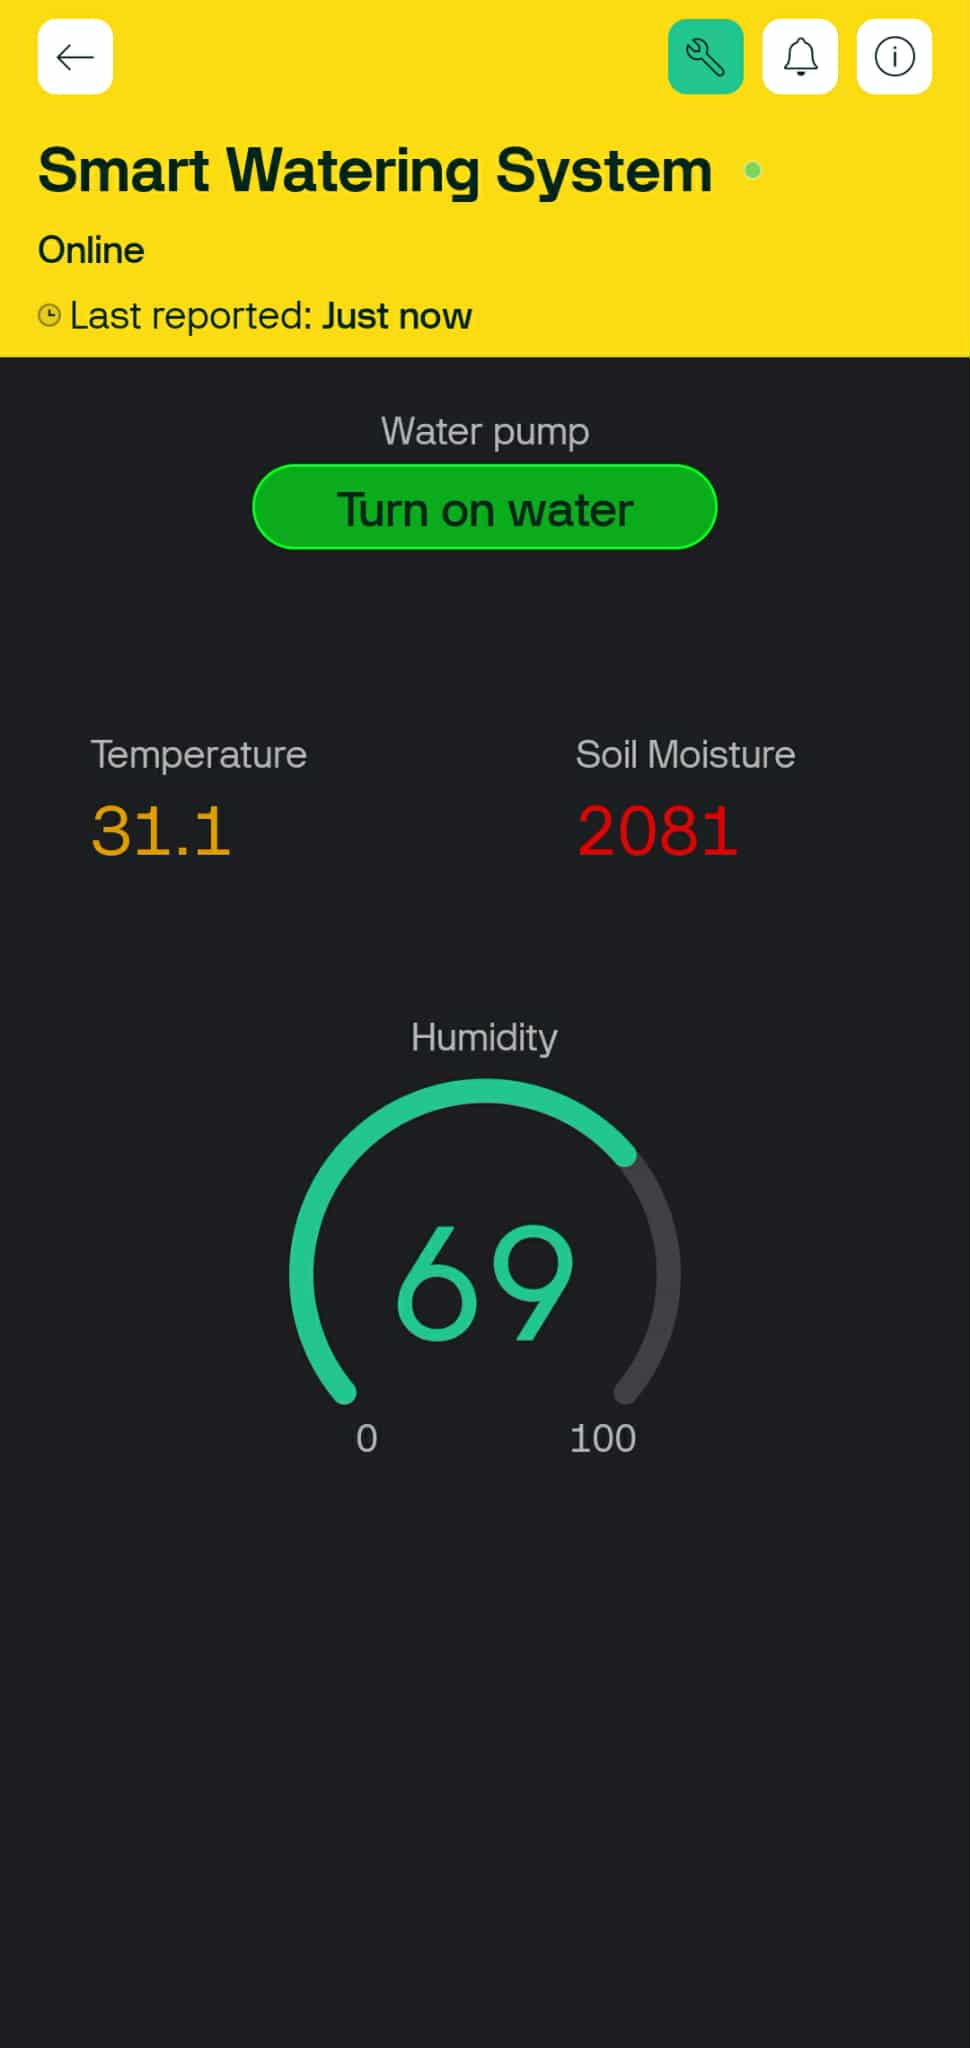 Smart Watering System
Online
Last reported: Just now
Water pump
Turn on water
Temperature
Soil Moisture
31.1
2081
Humidity
69
0
100